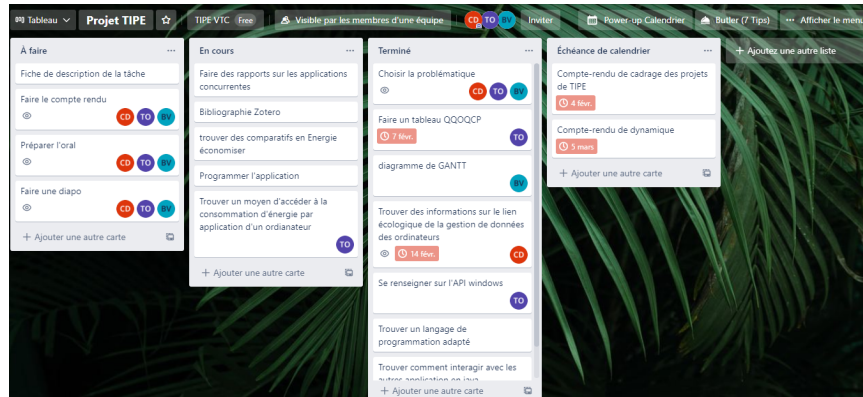 Tableau
Projet TIPE
TIPE VTC Free
Visible par les membres d'une équipe
CD TO BV
Inviter
Power-up Calendrier
Butler (7 Tips)
Afficher le menu
À faire
Fiche de description de la tâche
Faire le compte rendu
CD TO BV
Préparer l'oral
CD TO BV
Faire une diapo
CD TO BV
+ Ajouter une autre carte
En cours
Faire des rapports sur les applications
concurrentes
Bibliographie Zotero
trouver des comparatifs en Energie
économiser
Programmer l'application
Trouver un moyen d'accéder à la
consommation d'énergie par
application d'un ordianateur
TO
+ Ajouter une autre carte
Terminé
Choisir la problématique
CD TO BV
Faire un tableau QQOQCP
7 févr.
TO
diagramme de GANTT
BV
Trouver des informations sur le lien
écologique de la gestion de données
des ordinateurs
14 févr.
CD
Se renseigner sur l'API windows
TO
Trouver un langage de
programmation adapté
Trouver comment interagir avec les
autres application en java
+ Ajouter une autre carte
Échéance de calendrier
Compte-rendu de cadrage des projets
de TIPE
4 févr.
Compte-rendu de dynamique
5 mars
+ Ajouter une autre carte
+ Ajoutez une autre liste